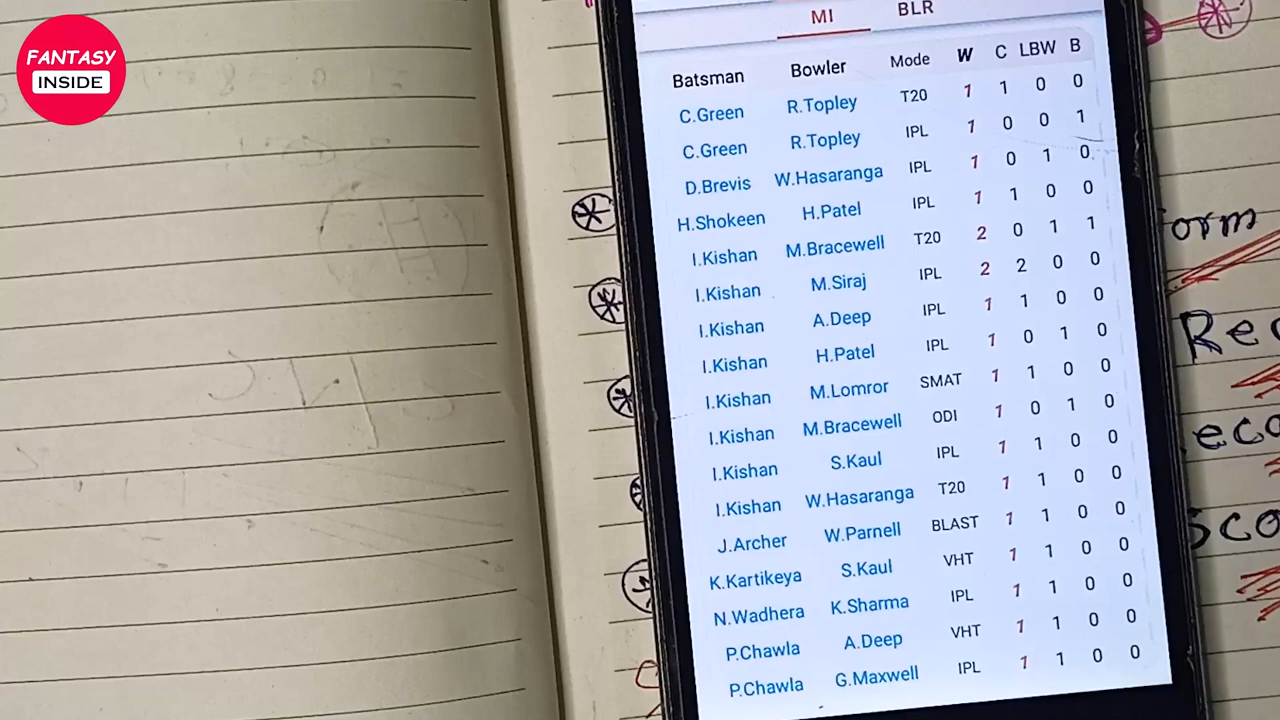 FANTASY
INSIDE
MI BLR
Batsman Bowler Mode W C LBW B
C.Green R.Topley T20 1 1 0 0
C.Green R.Topley IPL 1 0 0 1
D.Brevis W.Hasaranga IPL 1 0 1 0
H.Shokeen H.Patel IPL 1 1 0 0
I.Kishan M.Bracewell T20 2 0 1 1
I.Kishan M.Siraj IPL 2 2 0 0
I.Kishan A.Deep IPL 1 1 0 0
I.Kishan H.Patel IPL 1 0 1 0
I.Kishan M.Lomror SMAT 1 1 0 0
I.Kishan M.Bracewell ODI 1 0 1 0
I.Kishan S.Kaul IPL 1 1 0 0
I.Kishan W.Hasaranga T20 1 1 0 0
J.Archer W.Parnell BLAST 1 1 0 0
K.Kartikeya S.Kaul VHT 1 1 0 0
N.Wadhera K.Sharma IPL 1 1 0 0
P.Chawla A.Deep VHT 1 1 0 0
P.Chawla G.Maxwell IPL 1 1 0 0
orm
Re
eco
sco